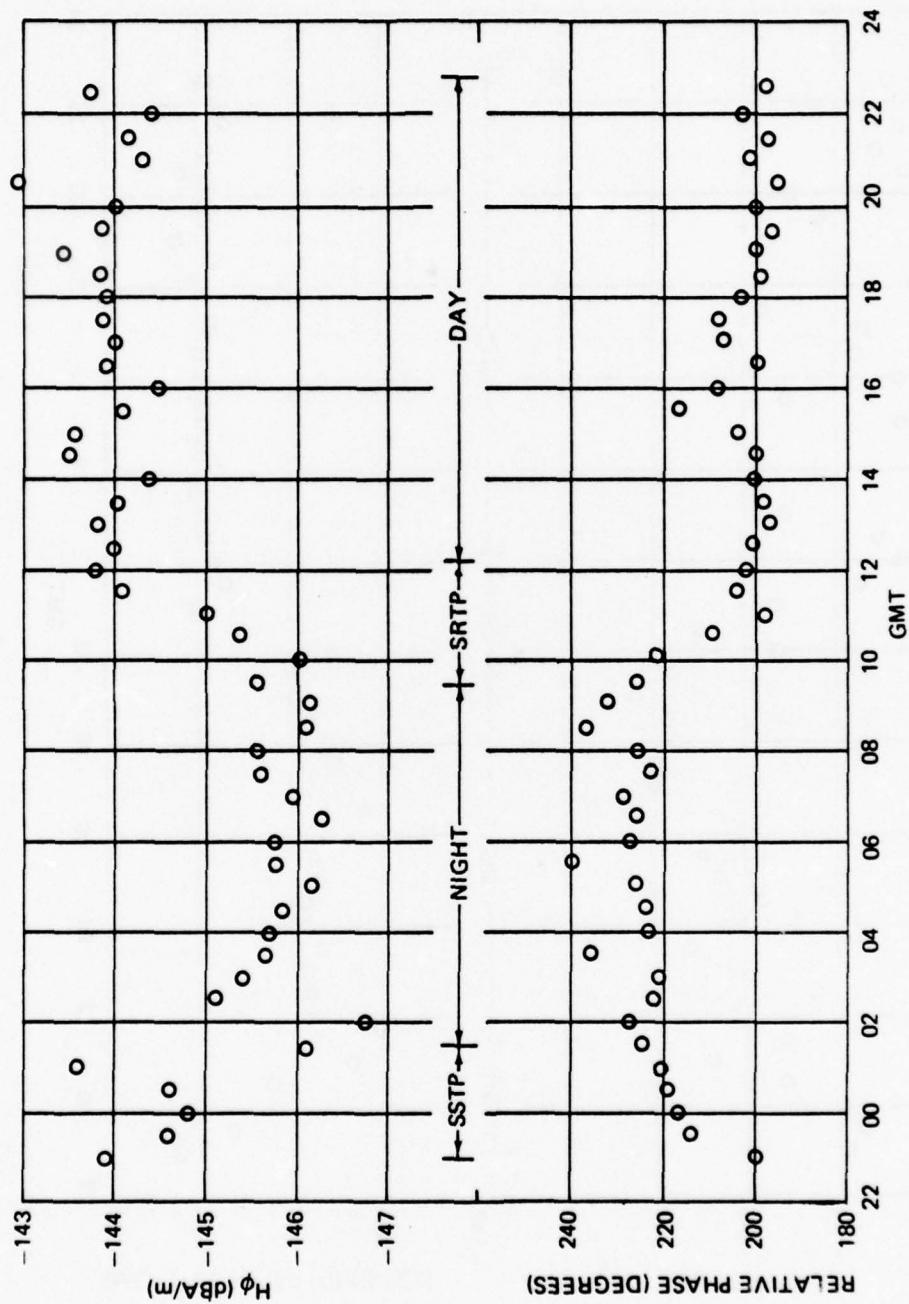 Hφ (dBA/m)
−143
−144
−145
−146
−147
SSTP
NIGHT
SRTP
DAY
RELATIVE PHASE (DEGREES)
240
220
200
180
22 00 02 04 06 08 10 12 14 16 18 20 22 24
GMT